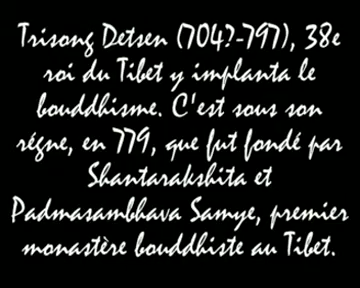 Trisong Detsen (704?-797), 38e
roi du Tibet y implanta le
bouddhisme. C'est sous son
régne, en 779, que fut fondé par
Shantarakshita et
Padmasambhava Samye, premier
monastère bouddhiste au Tibet.